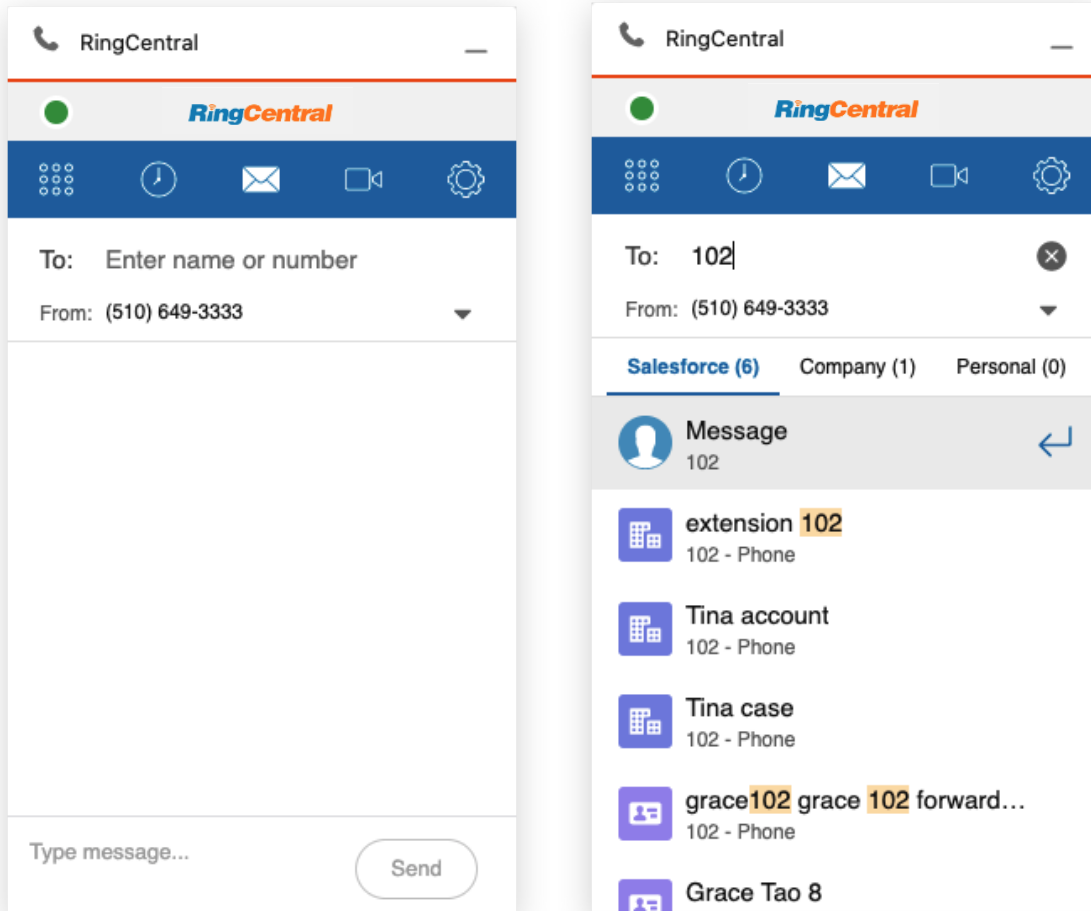 RingCentral
RingCentral
To: Enter name or number
From: (510) 649-3333
Type message...
Send
RingCentral
RingCentral
To: 102
From: (510) 649-3333
Salesforce (6) Company (1) Personal (0)
Message
102
extension 102
102 - Phone
Tina account
102 - Phone
Tina case
102 - Phone
grace102 grace 102 forward...
102 - Phone
Grace Tao 8